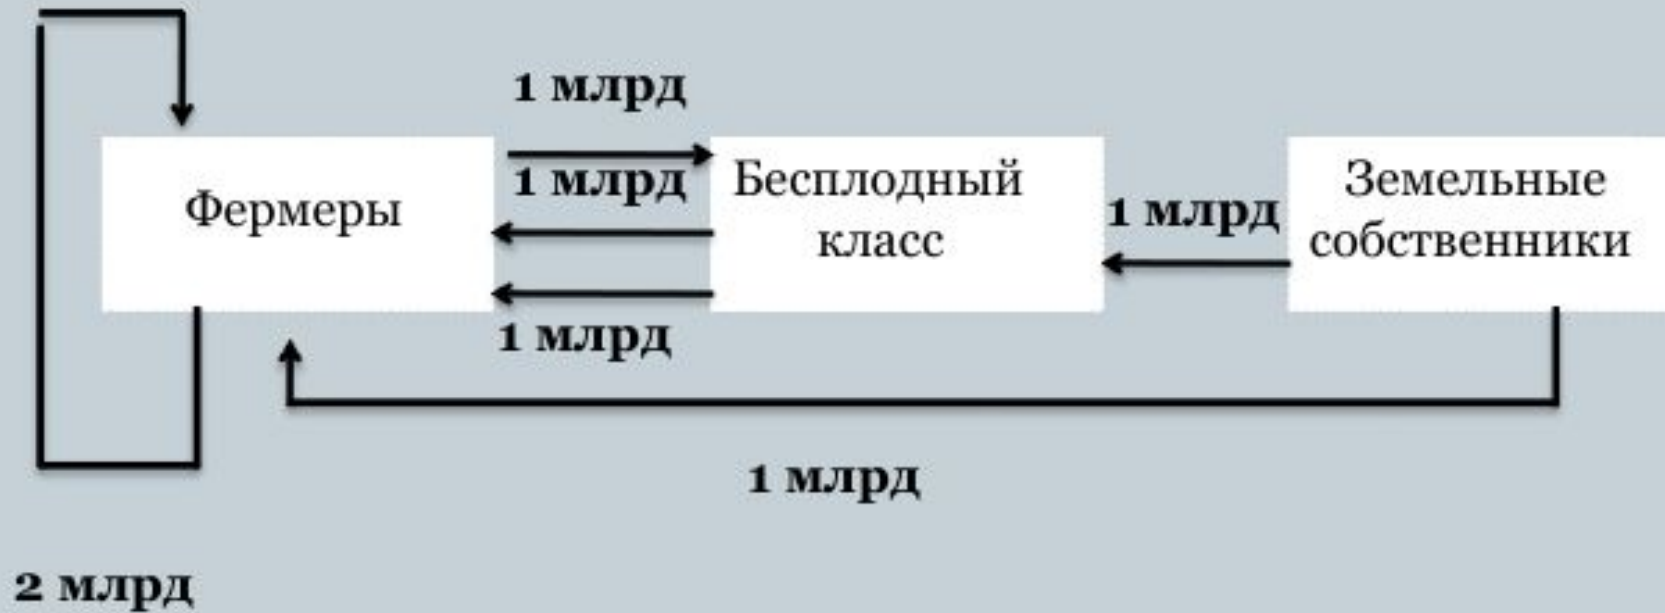 1 млрд
Фермеры
1 млрд
1 млрд
Бесплодный
класс
1 млрд
Земельные
собственники
1 млрд
2 млрд